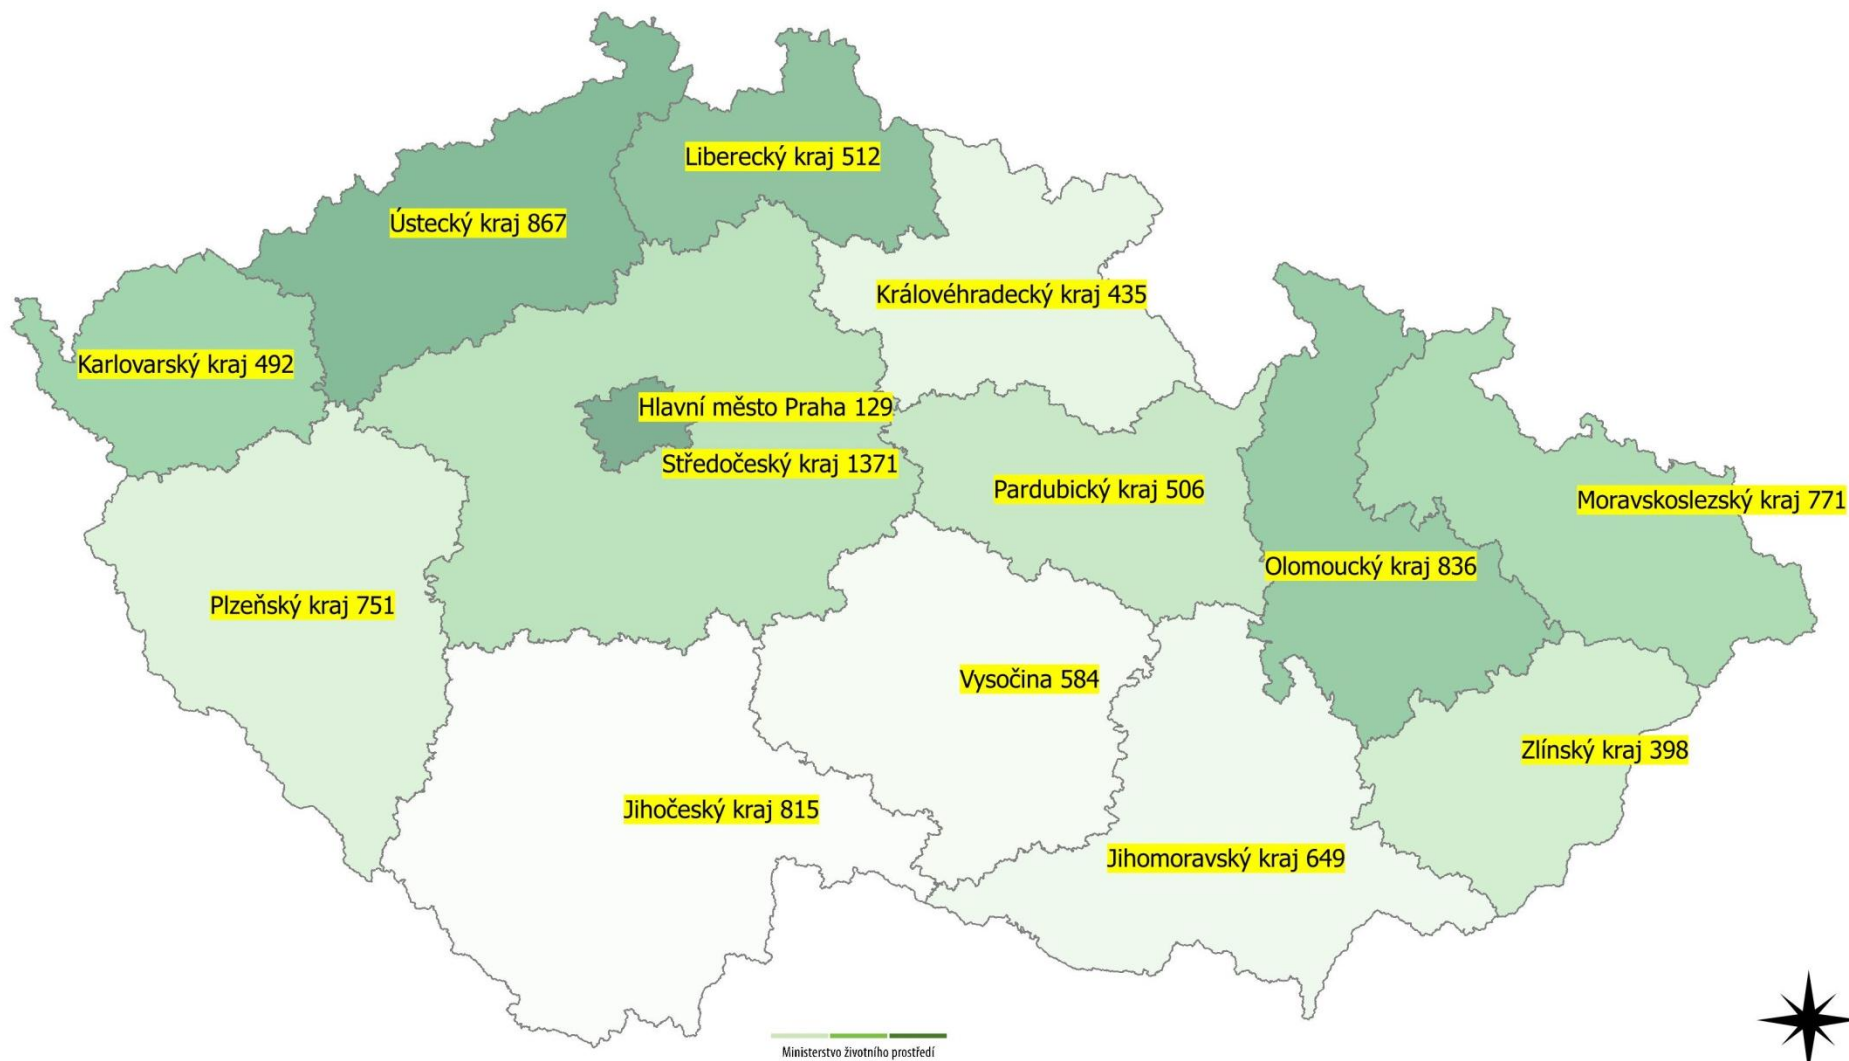 Liberecký kraj 512
Ústecký kraj 867
Královéhradecký kraj 435
Karlovarský kraj 492
Hlavní město Praha 129
Středočeský kraj 1371
Pardubický kraj 506
Moravskoslezský kraj 771
Olomoucký kraj 836
Plzeňský kraj 751
Vysočina 584
Zlínský kraj 398
Jihočeský kraj 815
Jihomoravský kraj 649
Ministerstvo životního prostředí